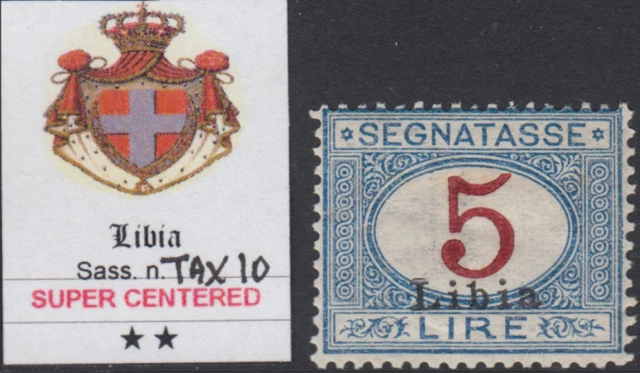 Libia
Sass. n. TAX 10
SUPER CENTERED
★★
SEGNATASSE
5
Libia
LIRE